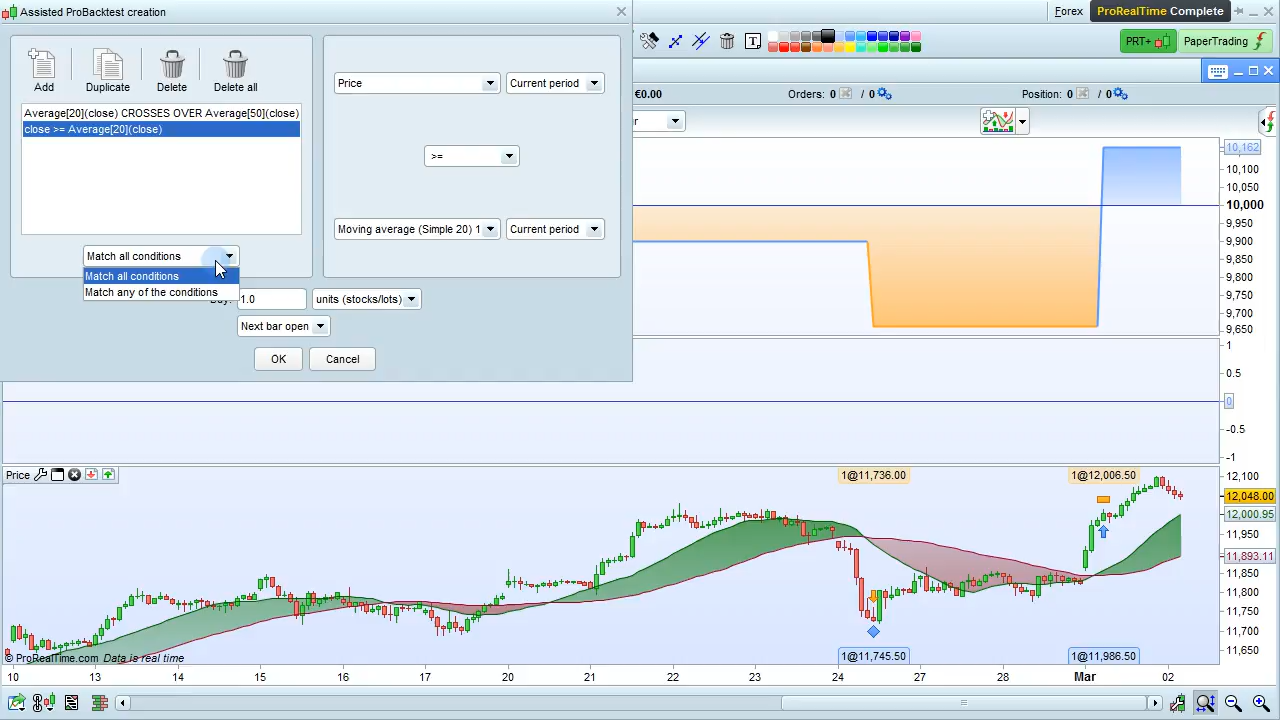 Assisted ProBacktest creation
Forex
ProRealTime Complete
PRT+
PaperTrading
Add
Duplicate
Delete
Delete all
Average[20](close) CROSSES OVER Average[50](close)
close >= Average[20](close)
Price
Current period
>=
Moving average (Simple 20) 1
Current period
Match all conditions
Match all conditions
Match any of the conditions
1.0
units (stocks/lots)
Next bar open
OK
Cancel
€0.00
Orders: 0 / 0
Position: 0 / 0
10,162
10,100
10,050
10,000
9,950
9,900
9,850
9,800
9,750
9,700
9,650
1
0.5
0
-0.5
-1
Price
1@11,736.00
1@12,006.50
12,100
12,048.00
12,000.95
11,950
11,893.11
11,850
11,800
11,750
11,700
11,650
1@11,745.50
1@11,986.50
© ProRealTime.com Data is real time
10 13 14 15 16 17 20 21 22 23 24 27 28 Mar 02